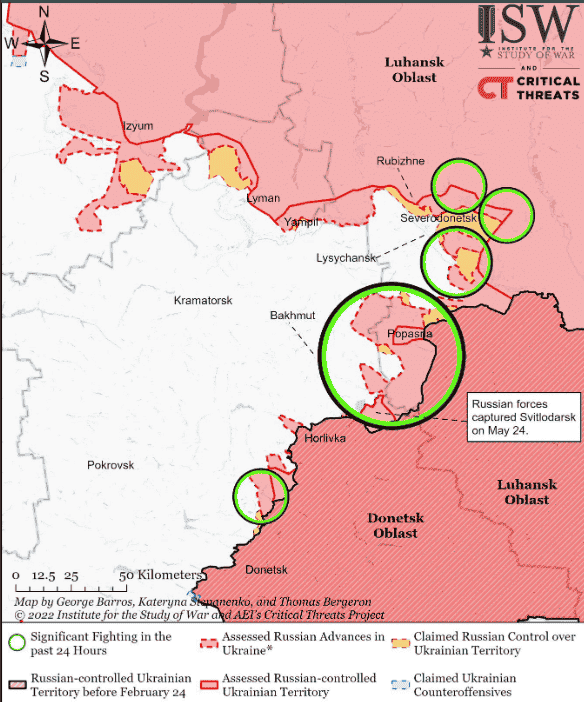 N
W
E
S
ISW
INSTITUTE FOR THE
STUDY OF WAR
AND
CT CRITICAL
THREATS
Luhansk
Oblast
Izyum
Rubizhne
Lyman
Yampil
Severodonetsk
Lysychansk
Kramatorsk
Bakhmut
Popasna
Russian forces
captured Svitlodarsk
on May 24.
Horlivka
Pokrovsk
Luhansk
Oblast
Donetsk
Oblast
Donetsk
0 12.5 25 50 Kilometers
Map by George Barros, Kateryna Stepanenko, and Thomas Bergeron
© 2022 Institute for the Study of War and AEI's Critical Threats Project
Significant Fighting in the
past 24 Hours
Assessed Russian Advances in
Ukraine*
Claimed Russian Control over
Ukrainian Territory
Russian-controlled Ukrainian
Territory before February 24
Assessed Russian-controlled
Ukrainian Territory
Claimed Ukrainian
Counteroffensives